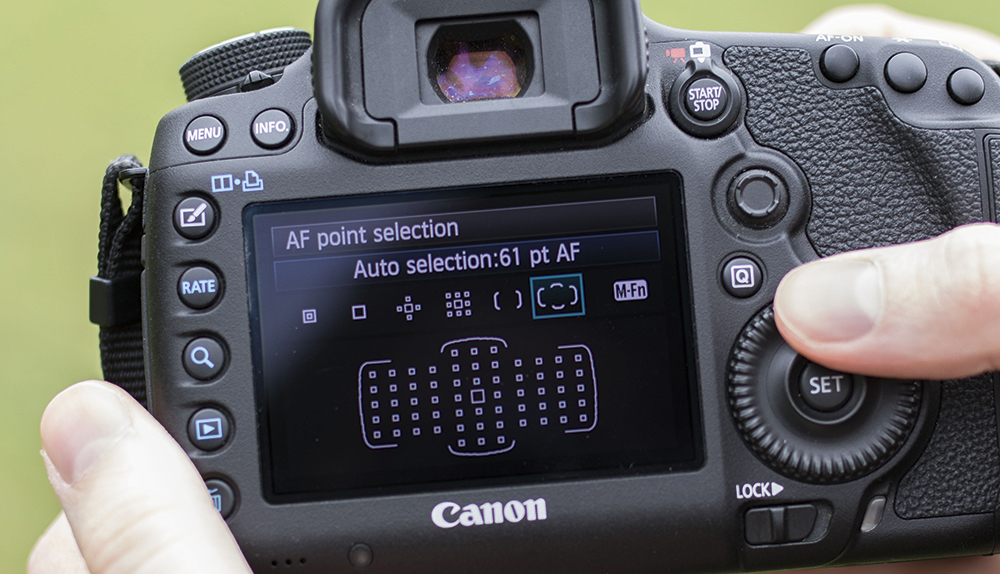 AF-ON
START/
STOP
MENU
INFO.
AF point selection
Auto selection:61 pt AF
M-Fn
RATE
Q
SET
LOCK
Canon